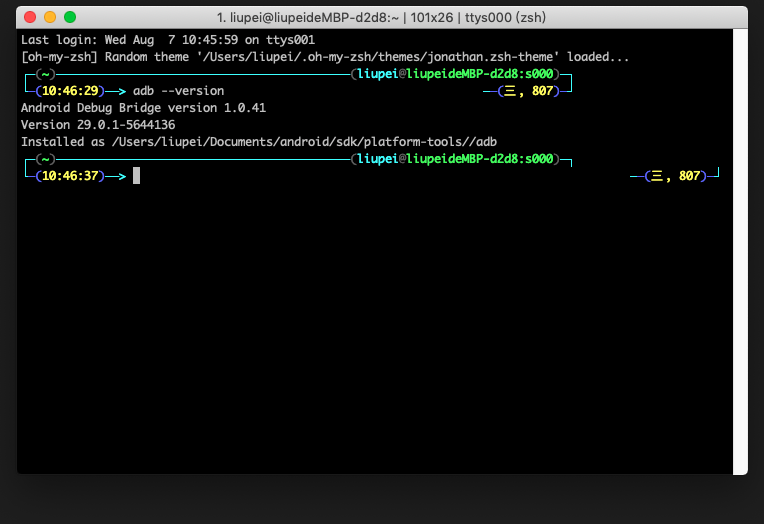 1. liupei@liupeideMBP-d2d8:~ | 101x26 | ttys000 (zsh)
Last login: Wed Aug  7 10:45:59 on ttys001
[oh-my-zsh] Random theme '/Users/liupei/.oh-my-zsh/themes/jonathan.zsh-theme' loaded...
┌─(~)───────────────────────────────────────(liupei@liupeideMBP-d2d8:s000)─┐
└─(10:46:29)──> adb --version ──(三, 807)─┘
Android Debug Bridge version 1.0.41
Version 29.0.1-5644136
Installed as /Users/liupei/Documents/android/sdk/platform-tools//adb
┌─(~)───────────────────────────────────────(liupei@liupeideMBP-d2d8:s000)─┐
└─(10:46:37)──> ──(三, 807)─┘